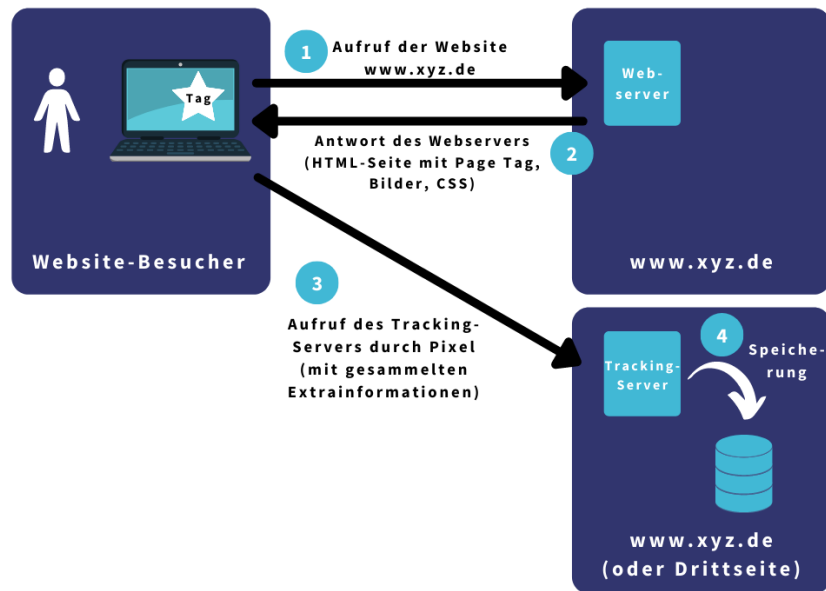 1
Aufruf der Website
www.xyz.de
Tag
Web-
server
Antwort des Webservers
(HTML-Seite mit Page Tag,
Bilder, CSS)
2
Website-Besucher
www.xyz.de
3
Aufruf des Tracking-
Servers durch Pixel
(mit gesammelten
Extrainformationen)
4
Speiche-
rung
Tracking-
Server
www.xyz.de
(oder Drittseite)